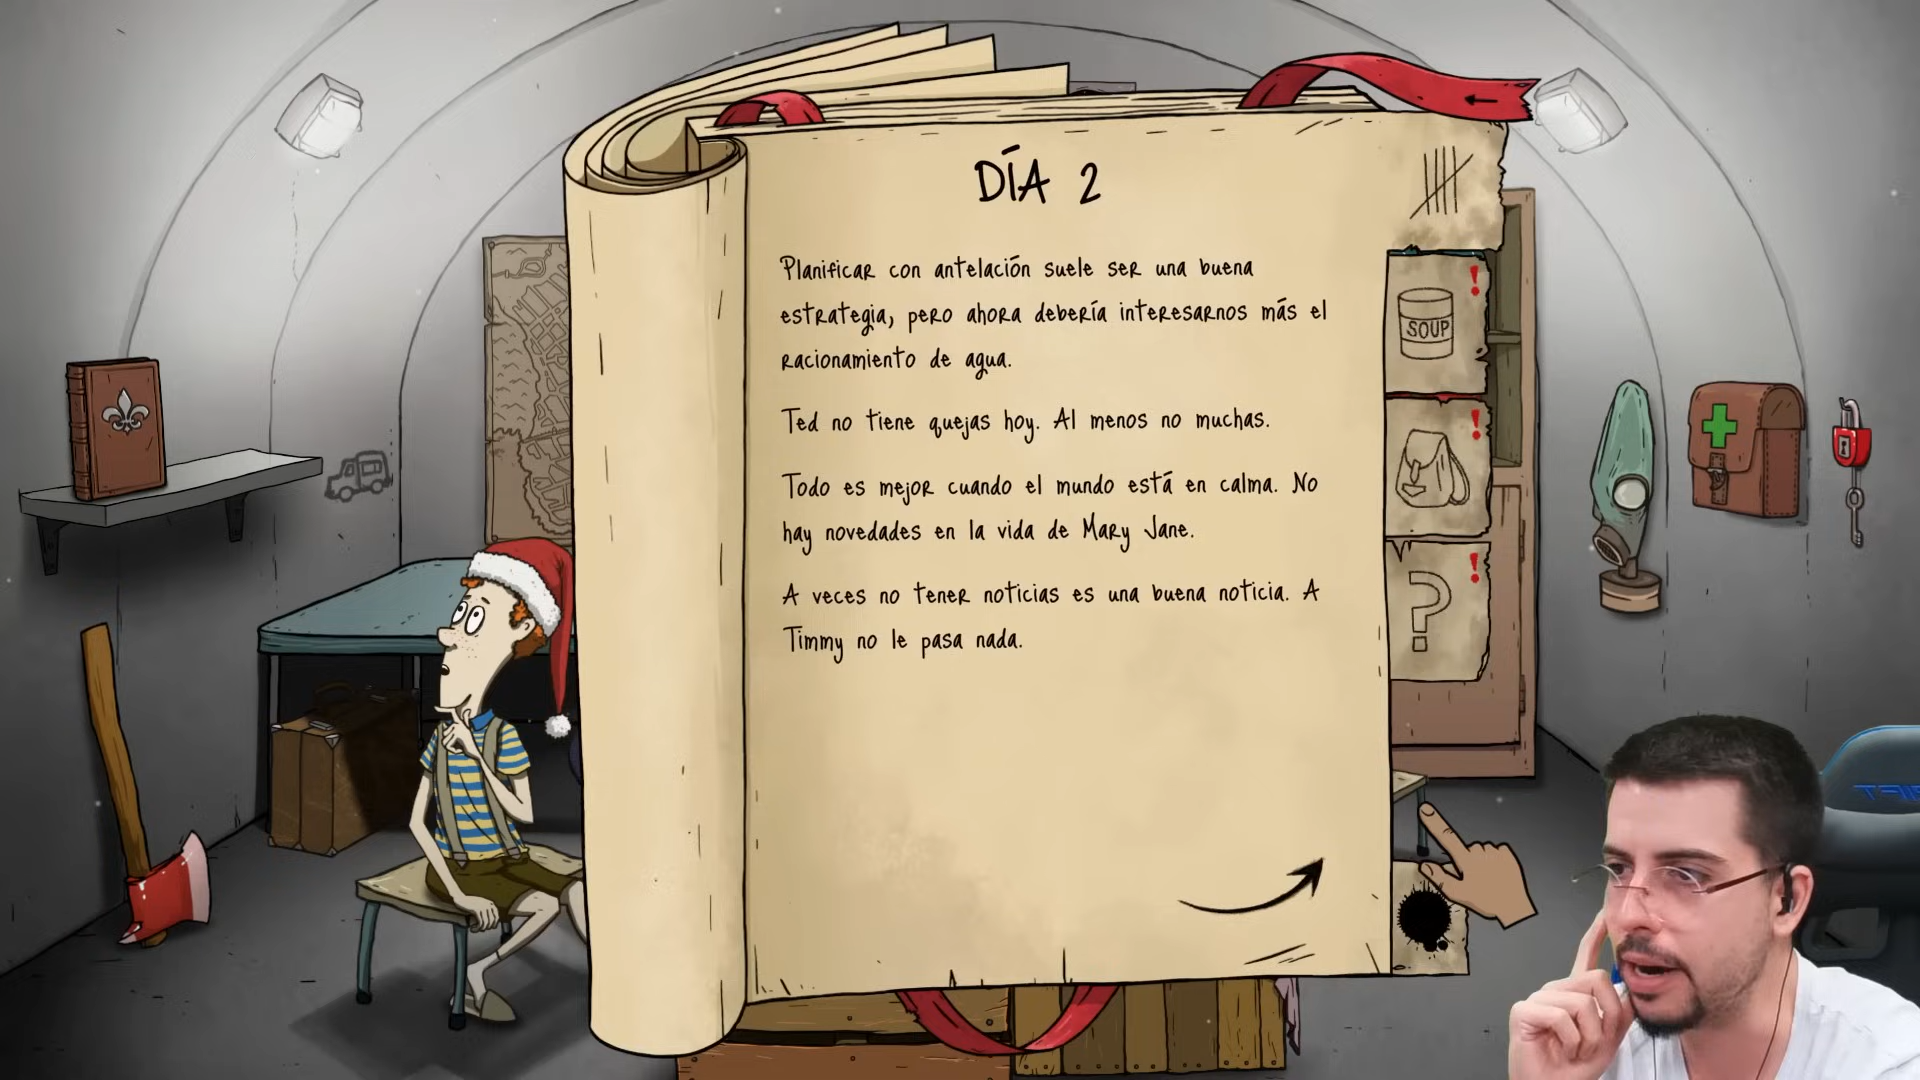 DÍA 2
Planificar con antelación suele ser una buena
estrategia, pero ahora debería interesarnos más el
racionamiento de agua.
Ted no tiene quejas hoy. Al menos no muchas.
Todo es mejor cuando el mundo está en calma. No
hay novedades en la vida de Mary Jane.
A veces no tener noticias es una buena noticia. A
Timmy no le pasa nada.
!
SOUP
!
!
?